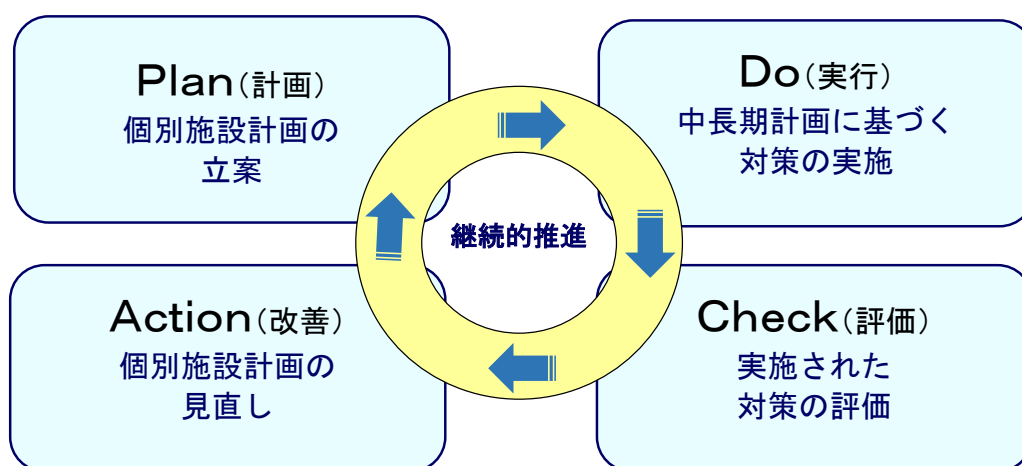 Plan(計画)
個別施設計画の
立案
Do(実行)
中長期計画に基づく
対策の実施
継続的推進
Action(改善)
個別施設計画の
見直し
Check(評価)
実施された
対策の評価